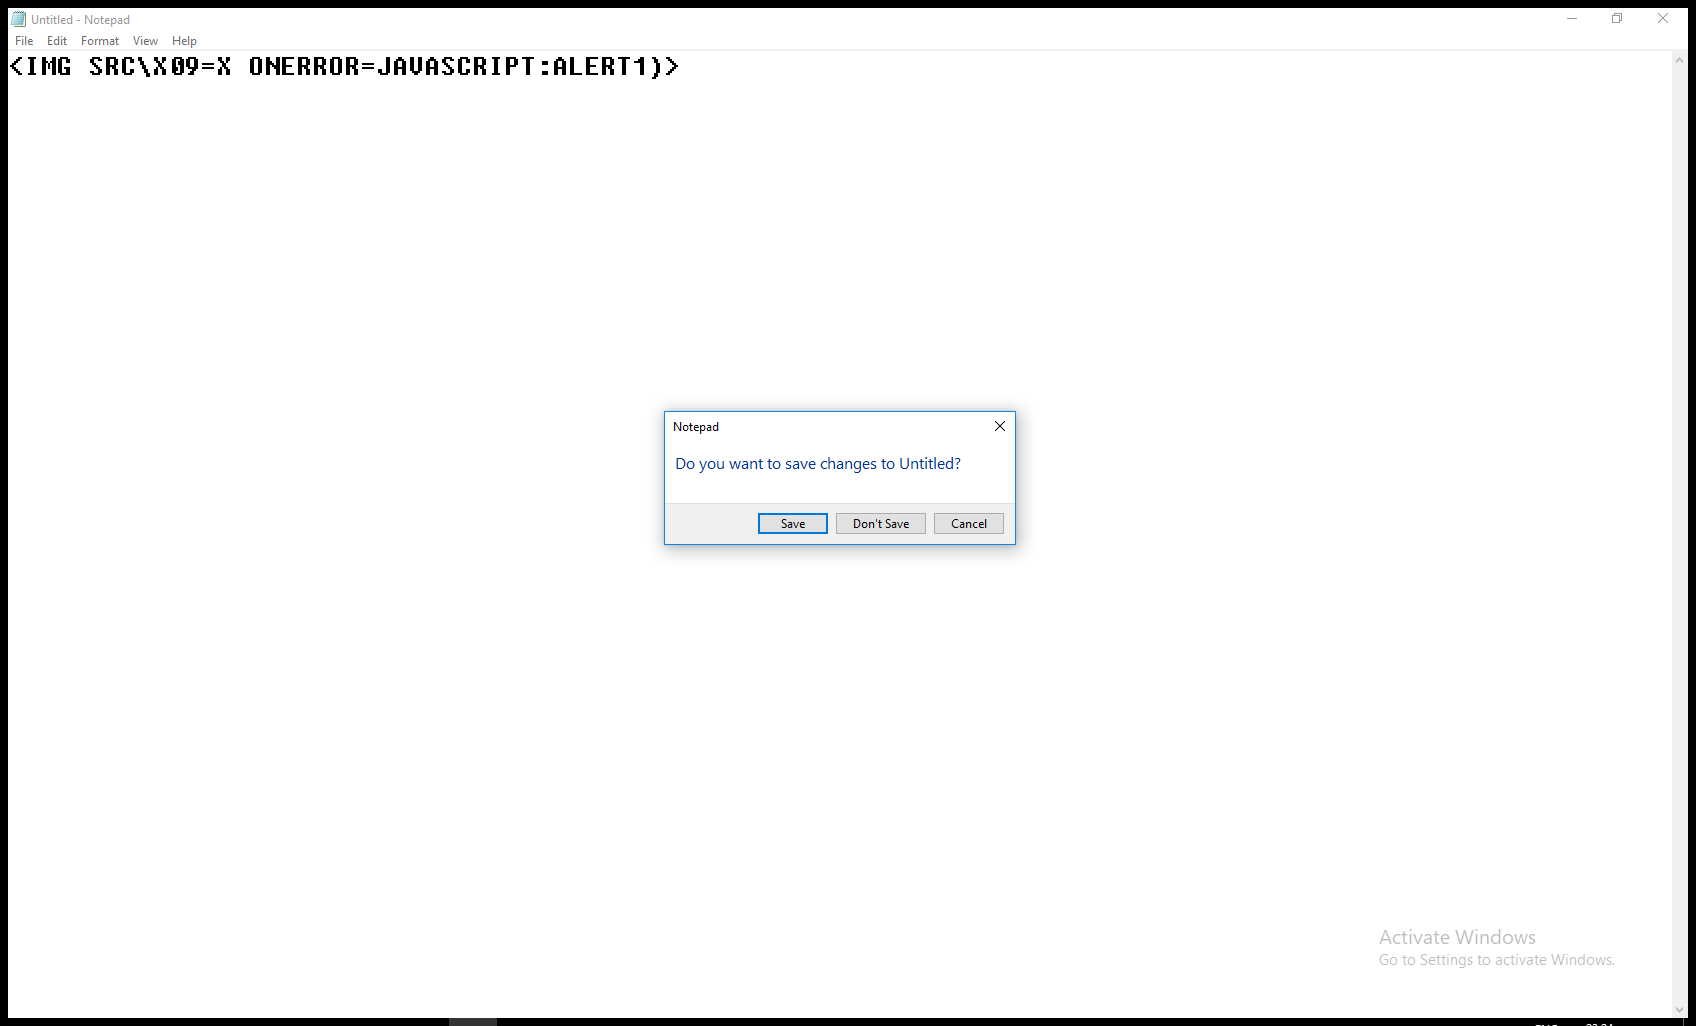 Untitled - Notepad
File Edit Format View Help
<IMG SRC\X09=X ONERROR=JAVASCRIPT:ALERT1)>
Notepad
Do you want to save changes to Untitled?
Save Don't Save Cancel
Activate Windows
Go to Settings to activate Windows.